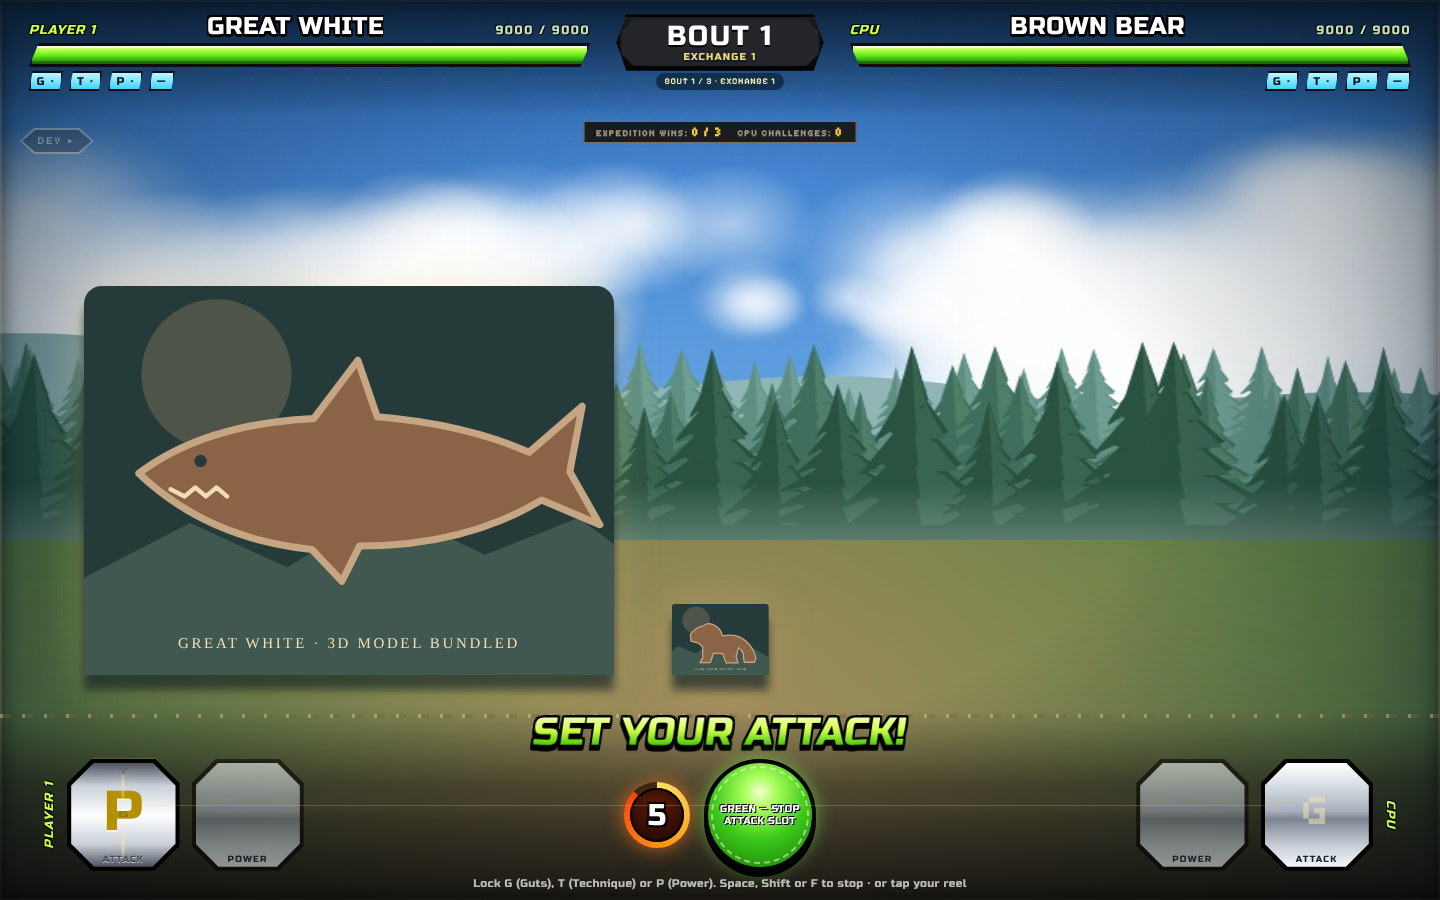 PLAYER 1
GREAT WHITE
9000 / 9000
G · T · P · —
BOUT 1
EXCHANGE 1
BOUT 1 / 3 · EXCHANGE 1
CPU
BROWN BEAR
9000 / 9000
G · T · P · —
EXPEDITION WINS: 0 / 3 CPU CHALLENGES: 0
DEV ▸
GREAT WHITE · 3D MODEL BUNDLED
SET YOUR ATTACK!
PLAYER 1
P
ATTACK
POWER
5
GREEN — STOP
ATTACK SLOT
POWER
G
ATTACK
CPU
Lock G (Guts), T (Technique) or P (Power). Space, Shift or F to stop · or tap your reel